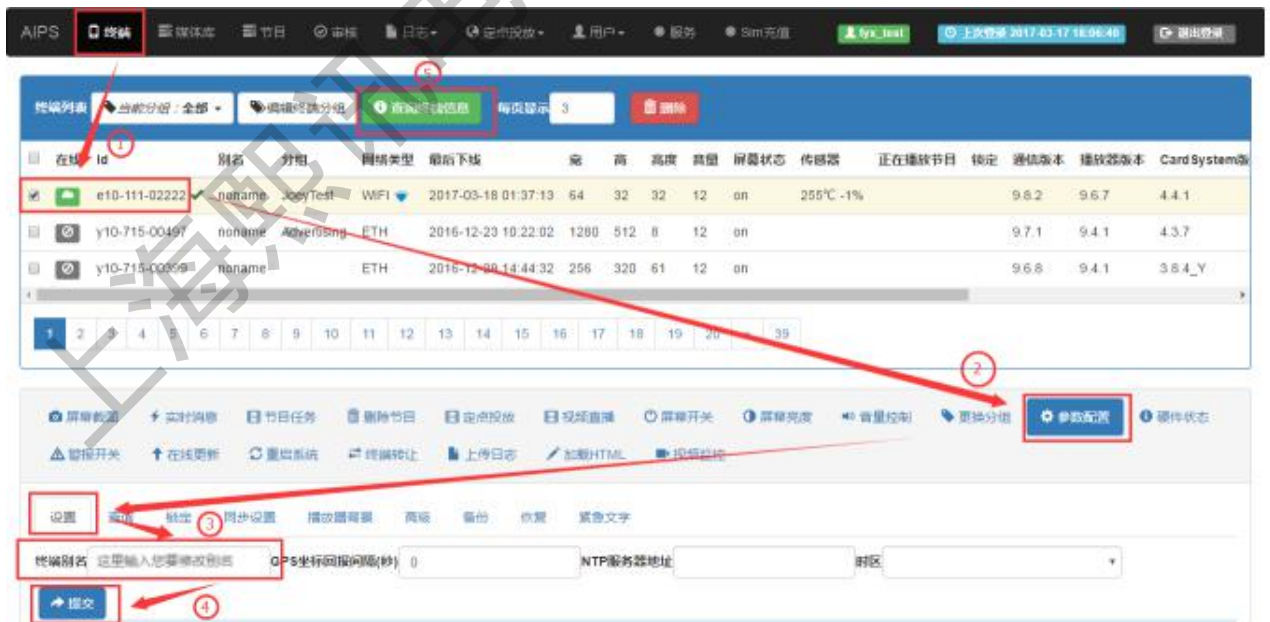 AIPS 终端 媒体库 节目 审核 日志 定点投放 用户 服务 Sim充值 lyx_test 上次登录 2017-03-17 18:06:40 退出登录
⑤
终端列表 当前分组:全部 编辑终端分组 查询终端信息 每页显示 3 删除
①
在线 Id 别名 分组 网络类型 最后下线 宽 高 亮度 音量 屏幕状态 传感器 正在播放节目 锁定 通信版本 播放器版本 CardSystem版
e10-111-02222 noname JoeyTest WIFI 2017-03-18 01:37:13 64 32 32 12 on 255℃ -1% 9.8.2 9.6.7 4.4.1
y10-715-00497 noname Advertising ETH 2016-12-23 10:22:02 1280 512 8 12 on 9.7.1 9.4.1 4.3.7
y10-715-00399 noname ETH 14:44:32 256 320 61 12 on 9.6.8 9.4.1 3.8.4_Y
1 2 3 4 5 6 7 8 9 10 11 12 13 14 15 16 17 18 19 20 39
②
屏幕截图 实时消息 节目任务 删除节目 定点投放 视频直播 屏幕开关 屏幕亮度 音量控制 更换分组 参数配置 硬件状态
警报开关 在线更新 重启系统 终端转让 上传日志 加载HTML 视频监控
设置 锁定 同步设置 播放器背景 高级 备份 恢复 紧急文字
③
终端别名 这里输入您要修改别名 GPS坐标回报间隔(秒) 0 NTP服务器地址 时区
提交
④
上海熙讯